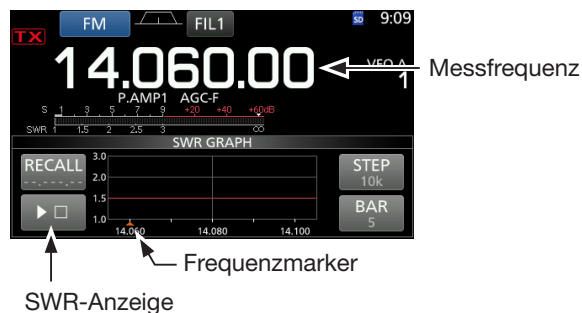 FM FIL1 SD 9:09
TX
14.060.00 VFO A
1
Messfrequenz
P.AMP1 AGC-F
S 1 3 5 7 9 +20 +40 +60dB
SWR 1 1.5 2 2.5 3 ∞
SWR GRAPH
RECALL
--.---.--
3.0
2.0
1.5
1.0
14.060 14.080 14.100
STEP
10k
BAR
5
Frequenzmarker
SWR-Anzeige